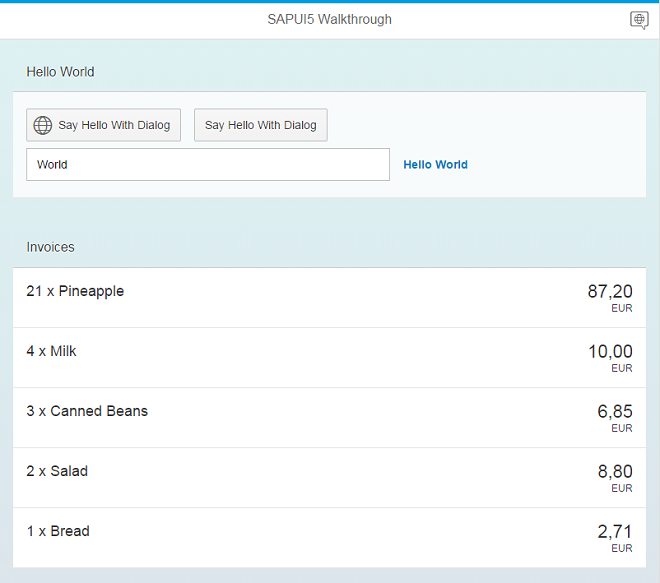 SAPUI5 Walkthrough
Hello World
Say Hello With Dialog
Say Hello With Dialog
World
Hello World
Invoices
21 x Pineapple
87,20
EUR
4 x Milk
10,00
EUR
3 x Canned Beans
6,85
EUR
2 x Salad
8,80
EUR
1 x Bread
2,71
EUR